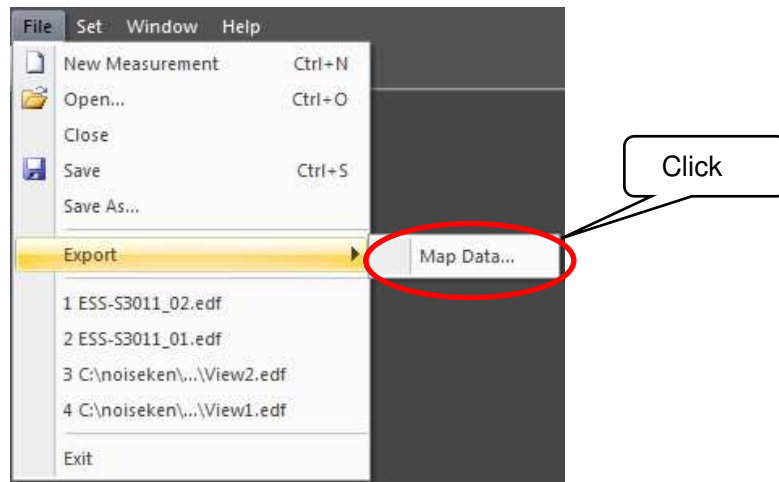 File Set Window Help
New Measurement Ctrl+N
Open... Ctrl+O
Close
Save Ctrl+S
Save As...
Export Map Data...
Click
1 ESS-S3011_02.edf
2 ESS-S3011_01.edf
3 C:\noiseken\...\View2.edf
4 C:\noiseken\...\View1.edf
Exit